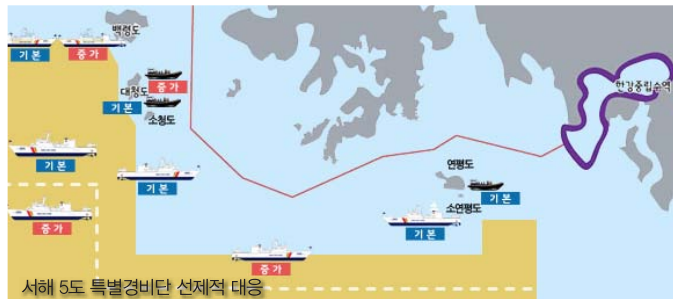 백령도
기본
증가
대청도
증가
기본
소청도
한강중립수역
기본
기본
연평도
기본
소연평도
기본
증가
증가
서해 5도 특별경비단 선제적 대응